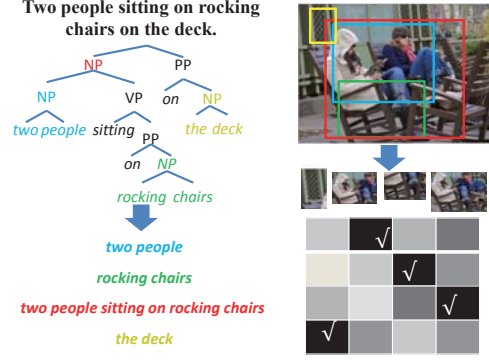 Two people sitting on rocking
chairs on the deck.
NP PP
NP VP on NP
two people sitting PP the deck
on NP
rocking chairs
two people
rocking chairs
two people sitting on rocking chairs
the deck
√
√
√
√